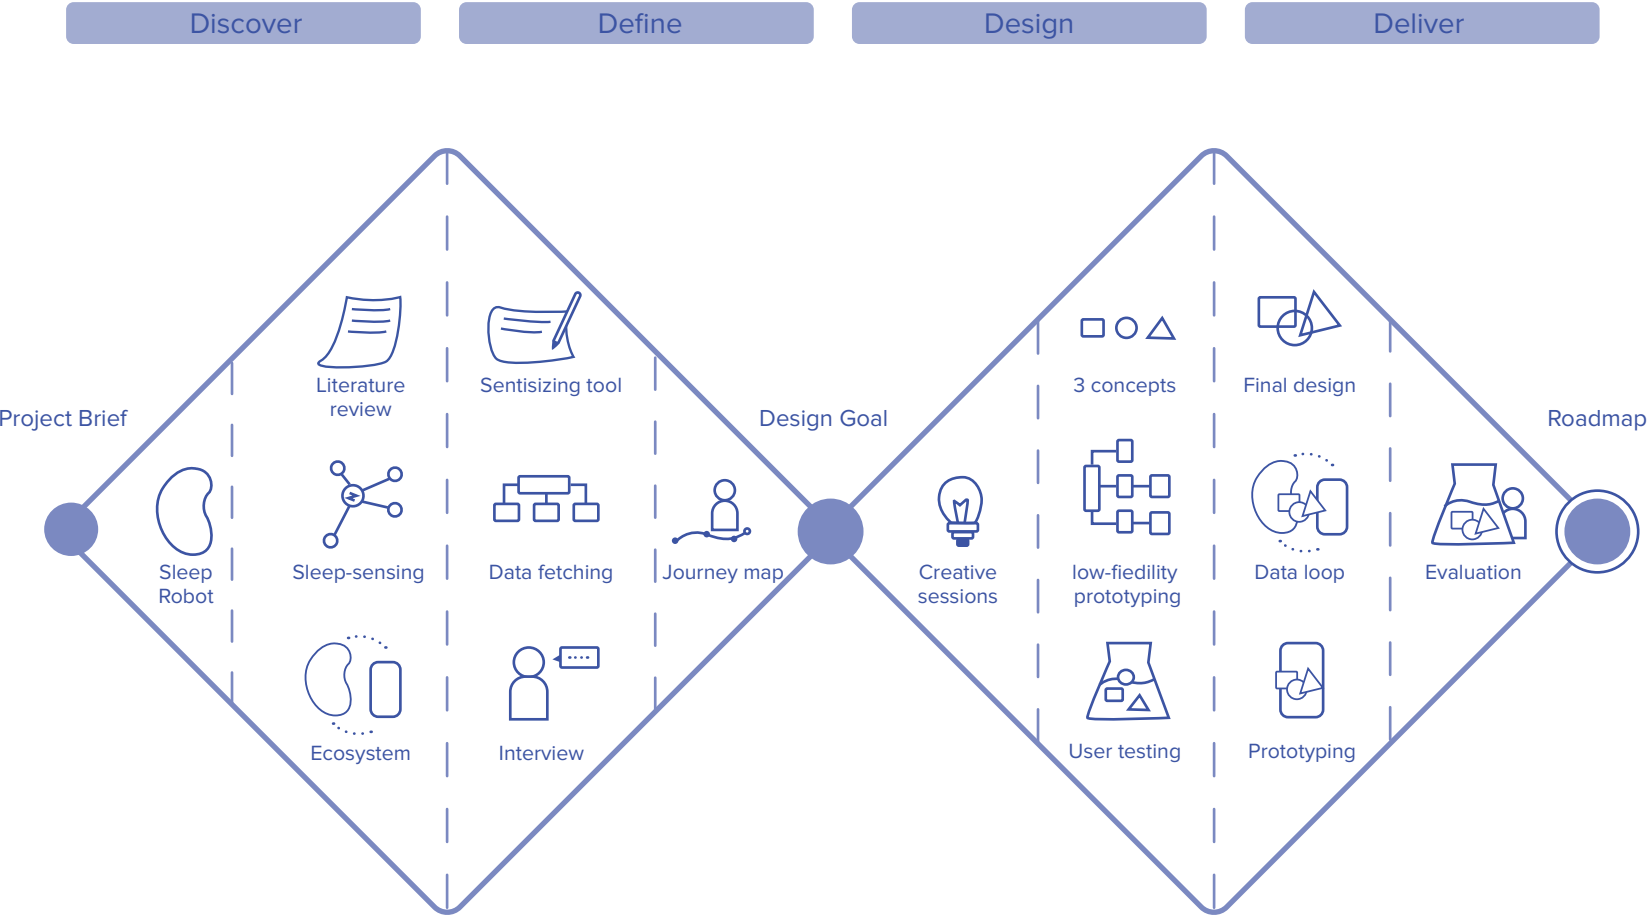 Discover
Define
Design
Deliver
Project Brief
Sleep
Robot
Literature
review
Sleep-sensing
Ecosystem
Sentisizing tool
Data fetching
Interview
Journey map
Design Goal
Creative
sessions
3 concepts
low-fiedility
prototyping
User testing
Final design
Data loop
Prototyping
Evaluation
Roadmap